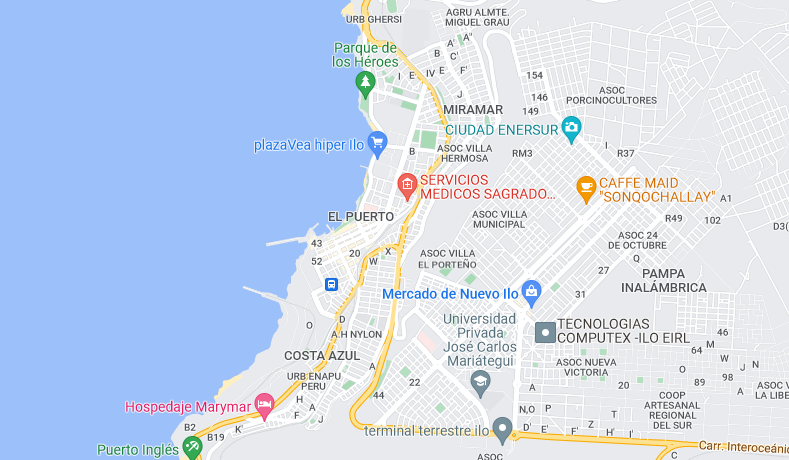 URB GHERSI
AGRU ALMTE.
MIGUEL GRAU
Parque de
los Héroes
A'
A"
B
C'
E'
F'
I
E
IV
J
154
146
149
ASOC
PORCINOCULTORES
MIRAMAR
CIUDAD ENERSUR
plazaVea hiper Ilo
B
ASOC VILLA
HERMOSA
RM3
I
R37
SERVICIOS
MEDICOS SAGRADO...
CAFFE MAID
"SONQOCHALLAY"
A1
R49
102
D3(
EL PUERTO
ASOC VILLA
MUNICIPAL
ASOC 24
DE OCTUBRE
Q
43
52
20
X
W
ASOC VILLA
EL PORTEÑO
31
27
PAMPA
INALÁMBRICA
Mercado de Nuevo Ilo
Universidad
Privada
José Carlos
Mariátegui
TECNOLOGIAS
COMPUTEX -ILO EIRL
O
D
A H NYLON
COSTA AZUL
64
M
46
W
N
S
98
ASOC NUEVA
VICTORIA
URB ENAPU
PERU
22
44
20
ASOC V
LA LIBE
COOP
ARTESANAL
REGIONAL
DEL SUR
Hospedaje Marymar
F
H
J
A
K'
B2
B19
N,O
P
D'
Z
T
N
Puerto Inglés
terminal terrestre ilo
Carr. Interoceánic
ASOC